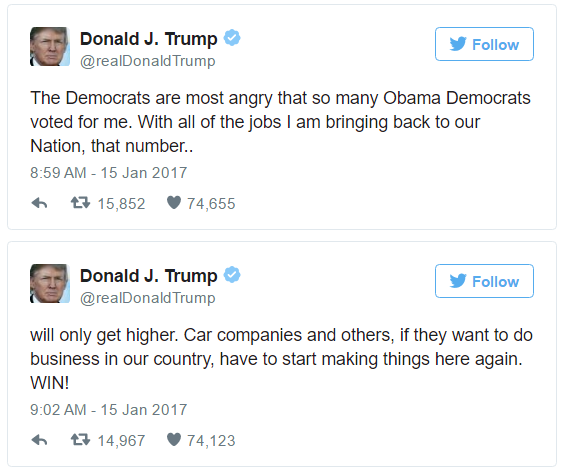 Donald J. Trump
Follow
@realDonaldTrump
The Democrats are most angry that so many Obama Democrats
voted for me. With all of the jobs I am bringing back to our
Nation, that number..
8:59 AM - 15 Jan 2017
15,852 74,655
Donald J. Trump
Follow
@realDonaldTrump
will only get higher. Car companies and others, if they want to do
business in our country, have to start making things here again.
WIN!
9:02 AM - 15 Jan 2017
14,967 74,123